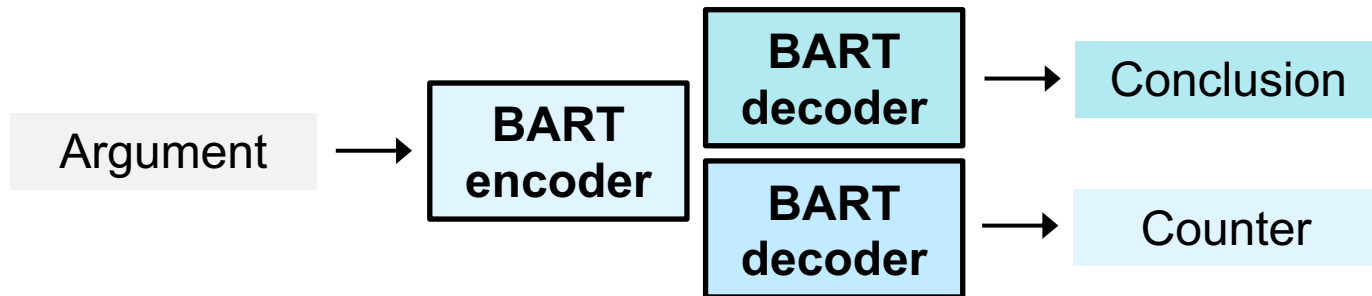 Argument
BART
encoder
BART
decoder
Conclusion
BART
decoder
Counter